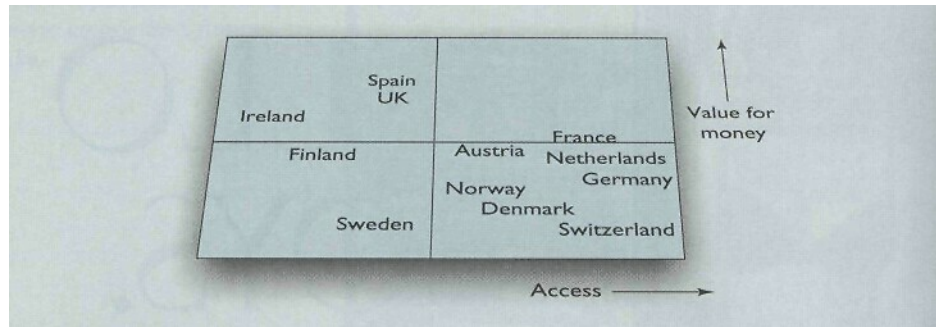 Spain
UK
Ireland
Value for
money
France
Finland
Austria
Netherlands
Germany
Norway
Denmark
Sweden
Switzerland
Access